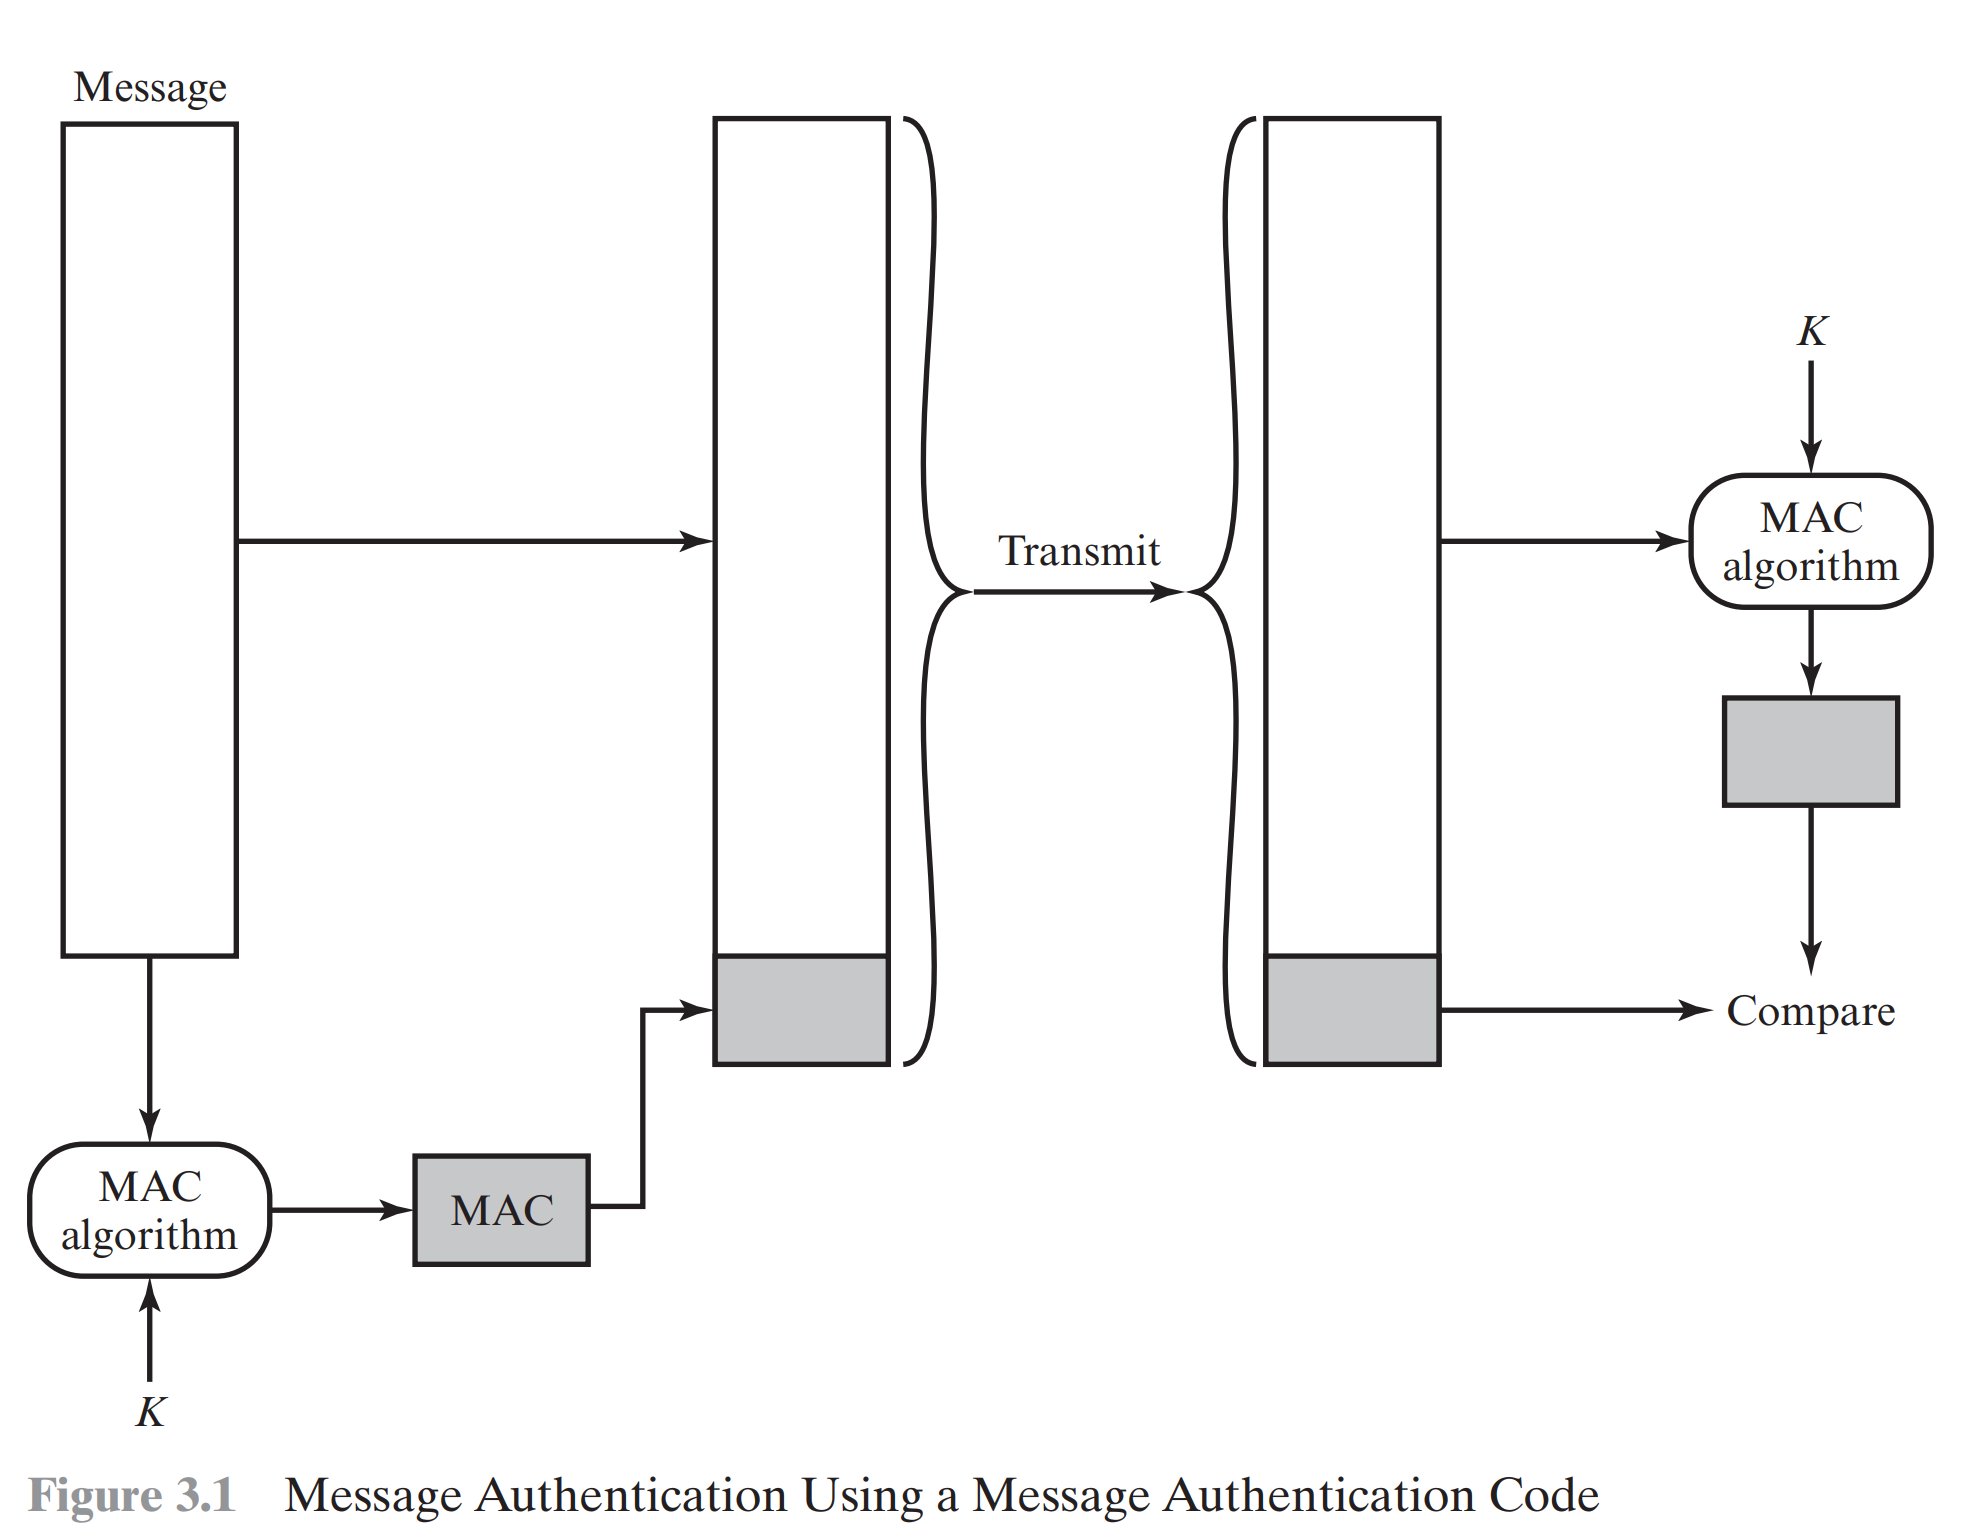 Message
K
MAC
algorithm
Transmit
Compare
MAC
algorithm
MAC
K
Figure 3.1 Message Authentication Using a Message Authentication Code